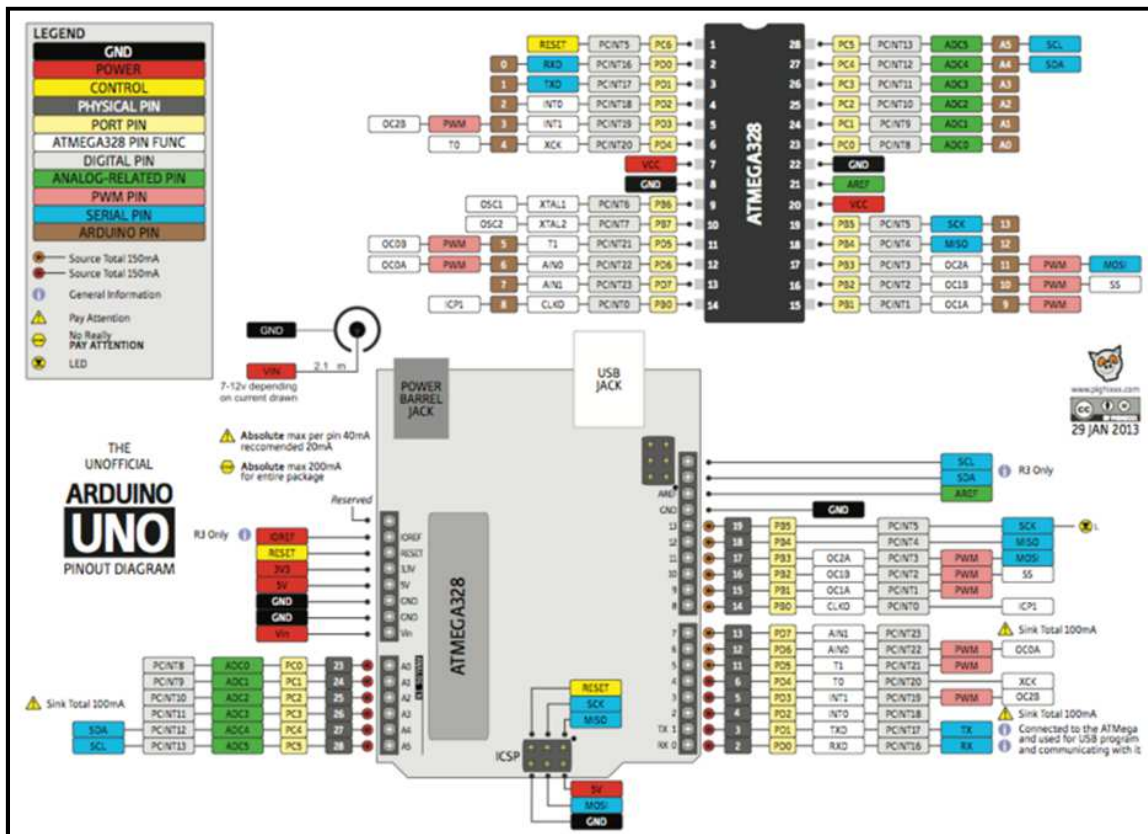 LEGEND
GND
POWER
CONTROL
PHYSICAL PIN
PORT PIN
ATMEGA328 PIN FUNC
DIGITAL PIN
ANALOG-RELATED PIN
PWM PIN
SERIAL PIN
ARDUINO PIN
Source Total 150mA
Source Total 150mA
General Information
Pay Attention
No Really
PAY ATTENTION
LED
RESET PCINT5 PC6 1
0 RXD PCINT16 PD0 2
1 TXD PCINT17 PD1 3
2 INT0 PCINT18 PD2 4
OC2B PWM 3 INT1 PCINT19 PD3 5
T0 4 XCK PCINT20 PD4 6
VCC 7
GND 8
OSC1 XTAL1 PCINT6 PB6 9
OSC2 XTAL2 PCINT7 PB7 10
OC0B PWM 5 T1 PCINT21 PD5 11
OC0A PWM 6 AIN0 PCINT22 PD6 12
7 AIN1 PCINT23 PD7 13
ICP1 8 CLKO PCINT0 PB0 14
ATMEGA328
28 PC5 PCINT13 ADC5 A5 SCL
27 PC4 PCINT12 ADC4 A4 SDA
26 PC3 PCINT11 ADC3 A3
25 PC2 PCINT10 ADC2 A2
24 PC1 PCINT9 ADC1 A1
23 PC0 PCINT8 ADC0 A0
22 GND
21 AREF
20 VCC
19 PB5 PCINT5 SCK 13
18 PB4 PCINT4 MISO 12
17 PB3 PCINT3 OC2A 11 PWM MOSI
16 PB2 PCINT2 OC1B 10 PWM SS
15 PB1 PCINT1 OC1A 9 PWM
GND
VIN 2.1 m
7-12v depending
on current drawn
POWER
BARREL
JACK
USB
JACK
www.pighixxx.com
cc
29 JAN 2013
Absolute max per pin 40mA
reccomended 20mA
Absolute max 200mA
for entire package
THE
UNOFFICIAL
ARDUINO
UNO
PINOUT DIAGRAM
Reserved
R3 Only IOREF IOREF
RESET RESET
3V3 3.3V
5V 5V
GND GND
GND GND
Vin Vin
PCINT8 ADC0 PC0 23 A0
PCINT9 ADC1 PC1 24 A1
PCINT10 ADC2 PC2 25 A2
PCINT11 ADC3 PC3 26 A3
SDA PCINT12 ADC4 PC4 27 A4
SCL PCINT13 ADC5 PC5 28 A5
Sink Total 100mA
ATMEGA328
ANALOG IN
SCL
SDA
R3 Only
AREF AREF
GND GND
13 19 PB5 PCINT5 SCK L
12 18 PB4 PCINT4 MISO
11 17 PB3 OC2A PCINT3 PWM MOSI
10 16 PB2 OC1B PCINT2 PWM SS
9 15 PB1 OC1A PCINT1 PWM
8 14 PB0 CLKO PCINT0 ICP1
Sink Total 100mA
7 13 PD7 AIN1 PCINT23
6 12 PD6 AIN0 PCINT22 PWM OC0A
5 11 PD5 T1 PCINT21 PWM
4 6 PD4 T0 PCINT20 XCK
3 5 PD3 INT1 PCINT19 PWM OC2B
2 4 PD2 INT0 PCINT18
Sink Total 100mA
TX 1 3 PD1 TXD PCINT17 TX
RX 0 2 PD0 RXD PCINT16 RX
Connected to the ATMega
and used for USB program
and communicating with it
RESET
SCK
MISO
ICSP
5V
MOSI
GND